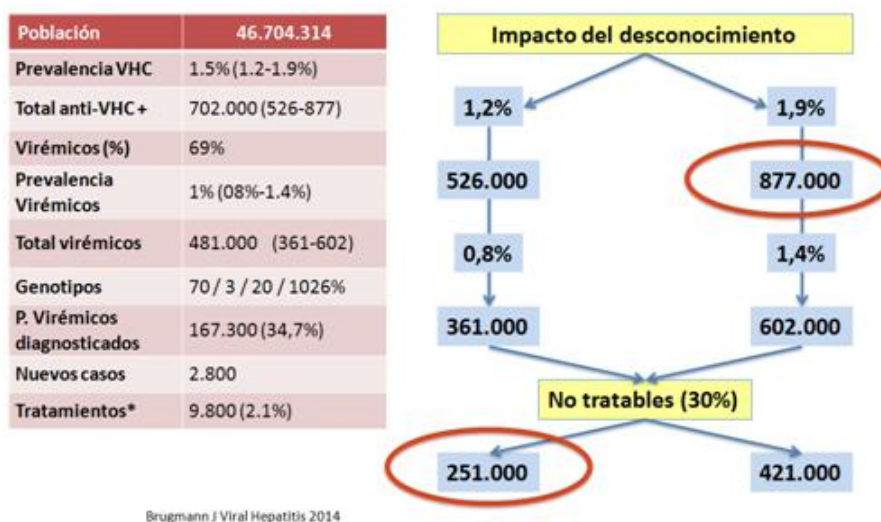 Población 46.704.314
Prevalencia VHC 1.5% (1.2-1.9%)
Total anti-VHC + 702.000 (526-877)
Virémicos (%) 69%
Prevalencia
Virémicos 1% (08%-1.4%)
Total virémicos 481.000 (361-602)
Genotipos 70 / 3 / 20 / 1026%
P. Virémicos
diagnosticados 167.300 (34,7%)
Nuevos casos 2.800
Tratamientos* 9.800 (2.1%)
Brugmann J Viral Hepatitis 2014
Impacto del desconocimiento
1,2% 1,9%
526.000 877.000
0,8% 1,4%
361.000 602.000
No tratables (30%)
251.000 421.000